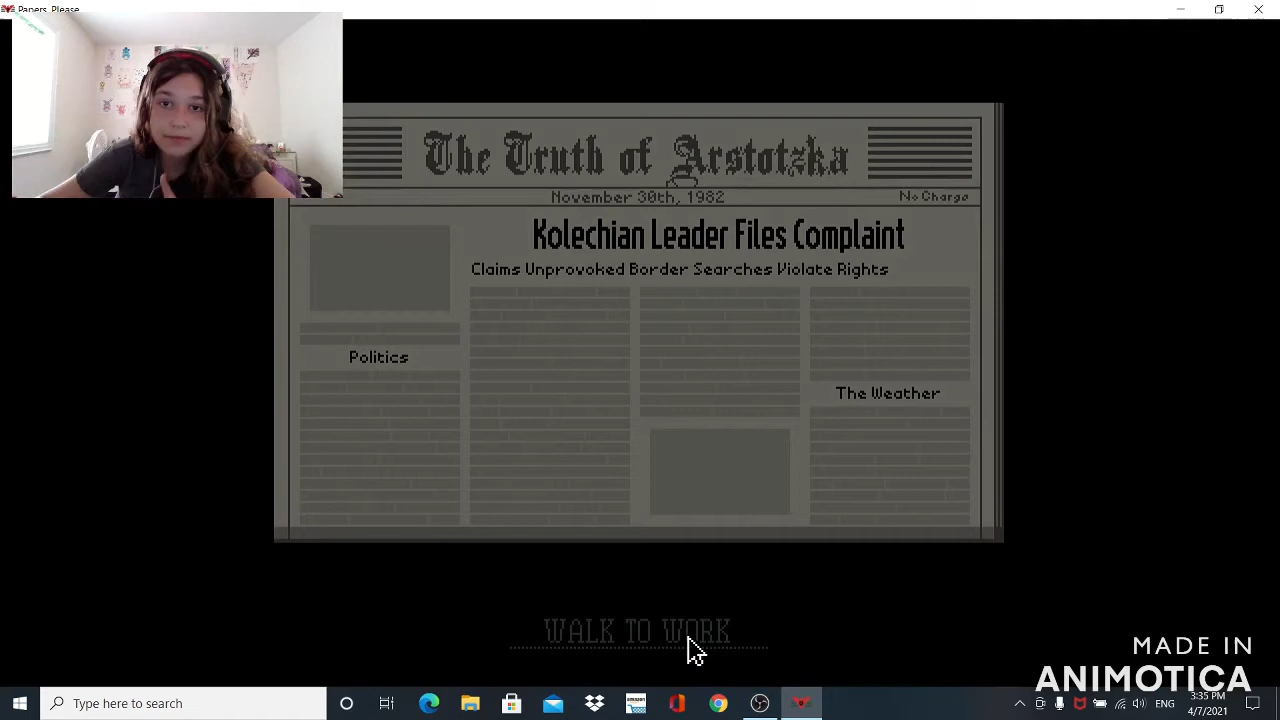 Papers, Please
The Truth of Arstotzka
November 30th, 1982
No Charge
Kolechian Leader Files Complaint
Claims Unprovoked Border Searches Violate Rights
Politics
The Weather
WALK TO WORK
MADE IN
ANIMOTICA
Type here to search
amazon
ENG
3:35 PM
4/7/2021